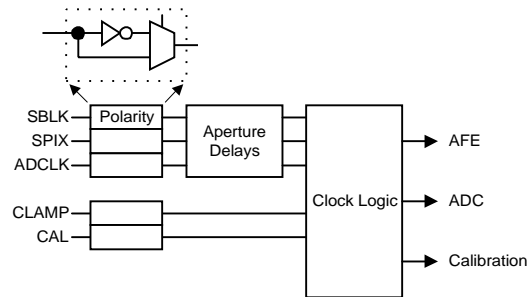 SBLK
Polarity
SPIX
ADCLK
Aperture
Delays
CLAMP
CAL
Clock Logic
AFE
ADC
Calibration